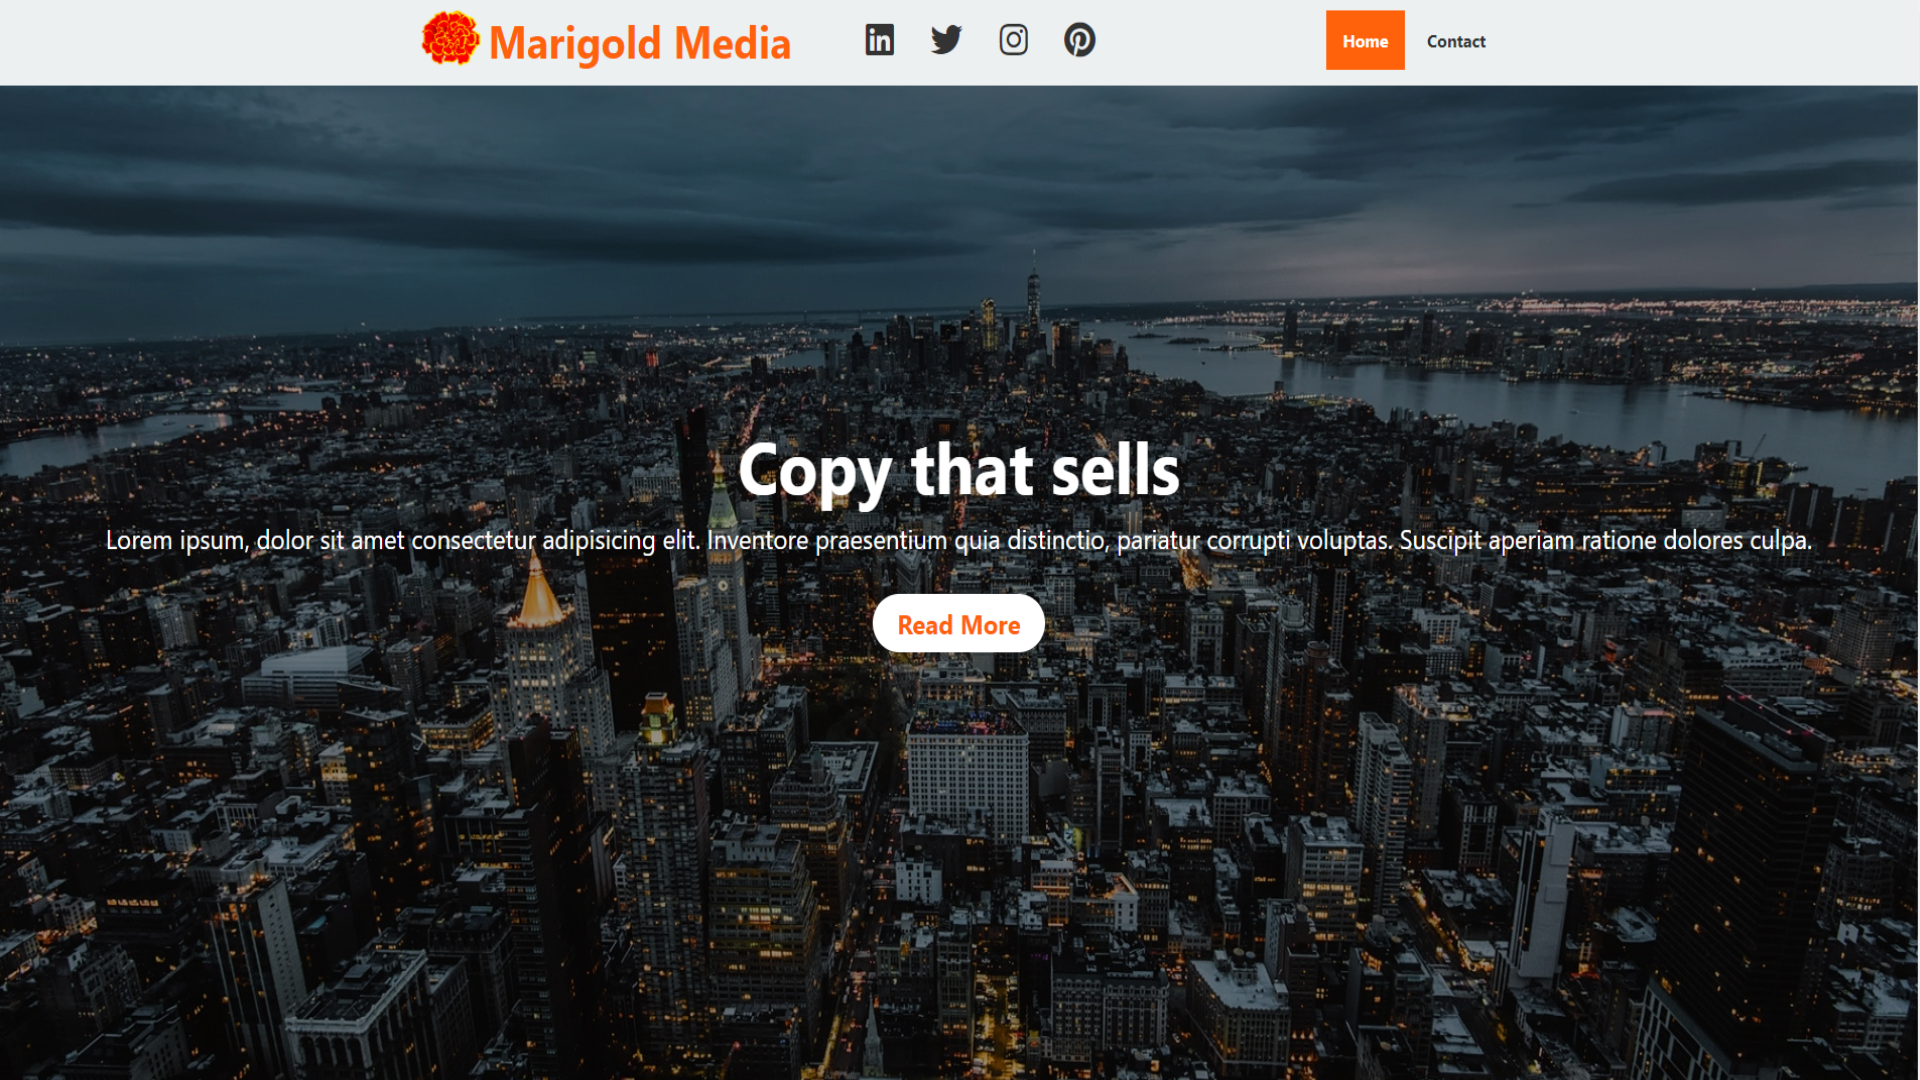 Marigold Media
Home
Contact
Copy that sells
Lorem ipsum, dolor sit amet consectetur adipisicing elit. Inventore praesentium quia distinctio, pariatur corrupti voluptas. Suscipit aperiam ratione dolores culpa.
Read More